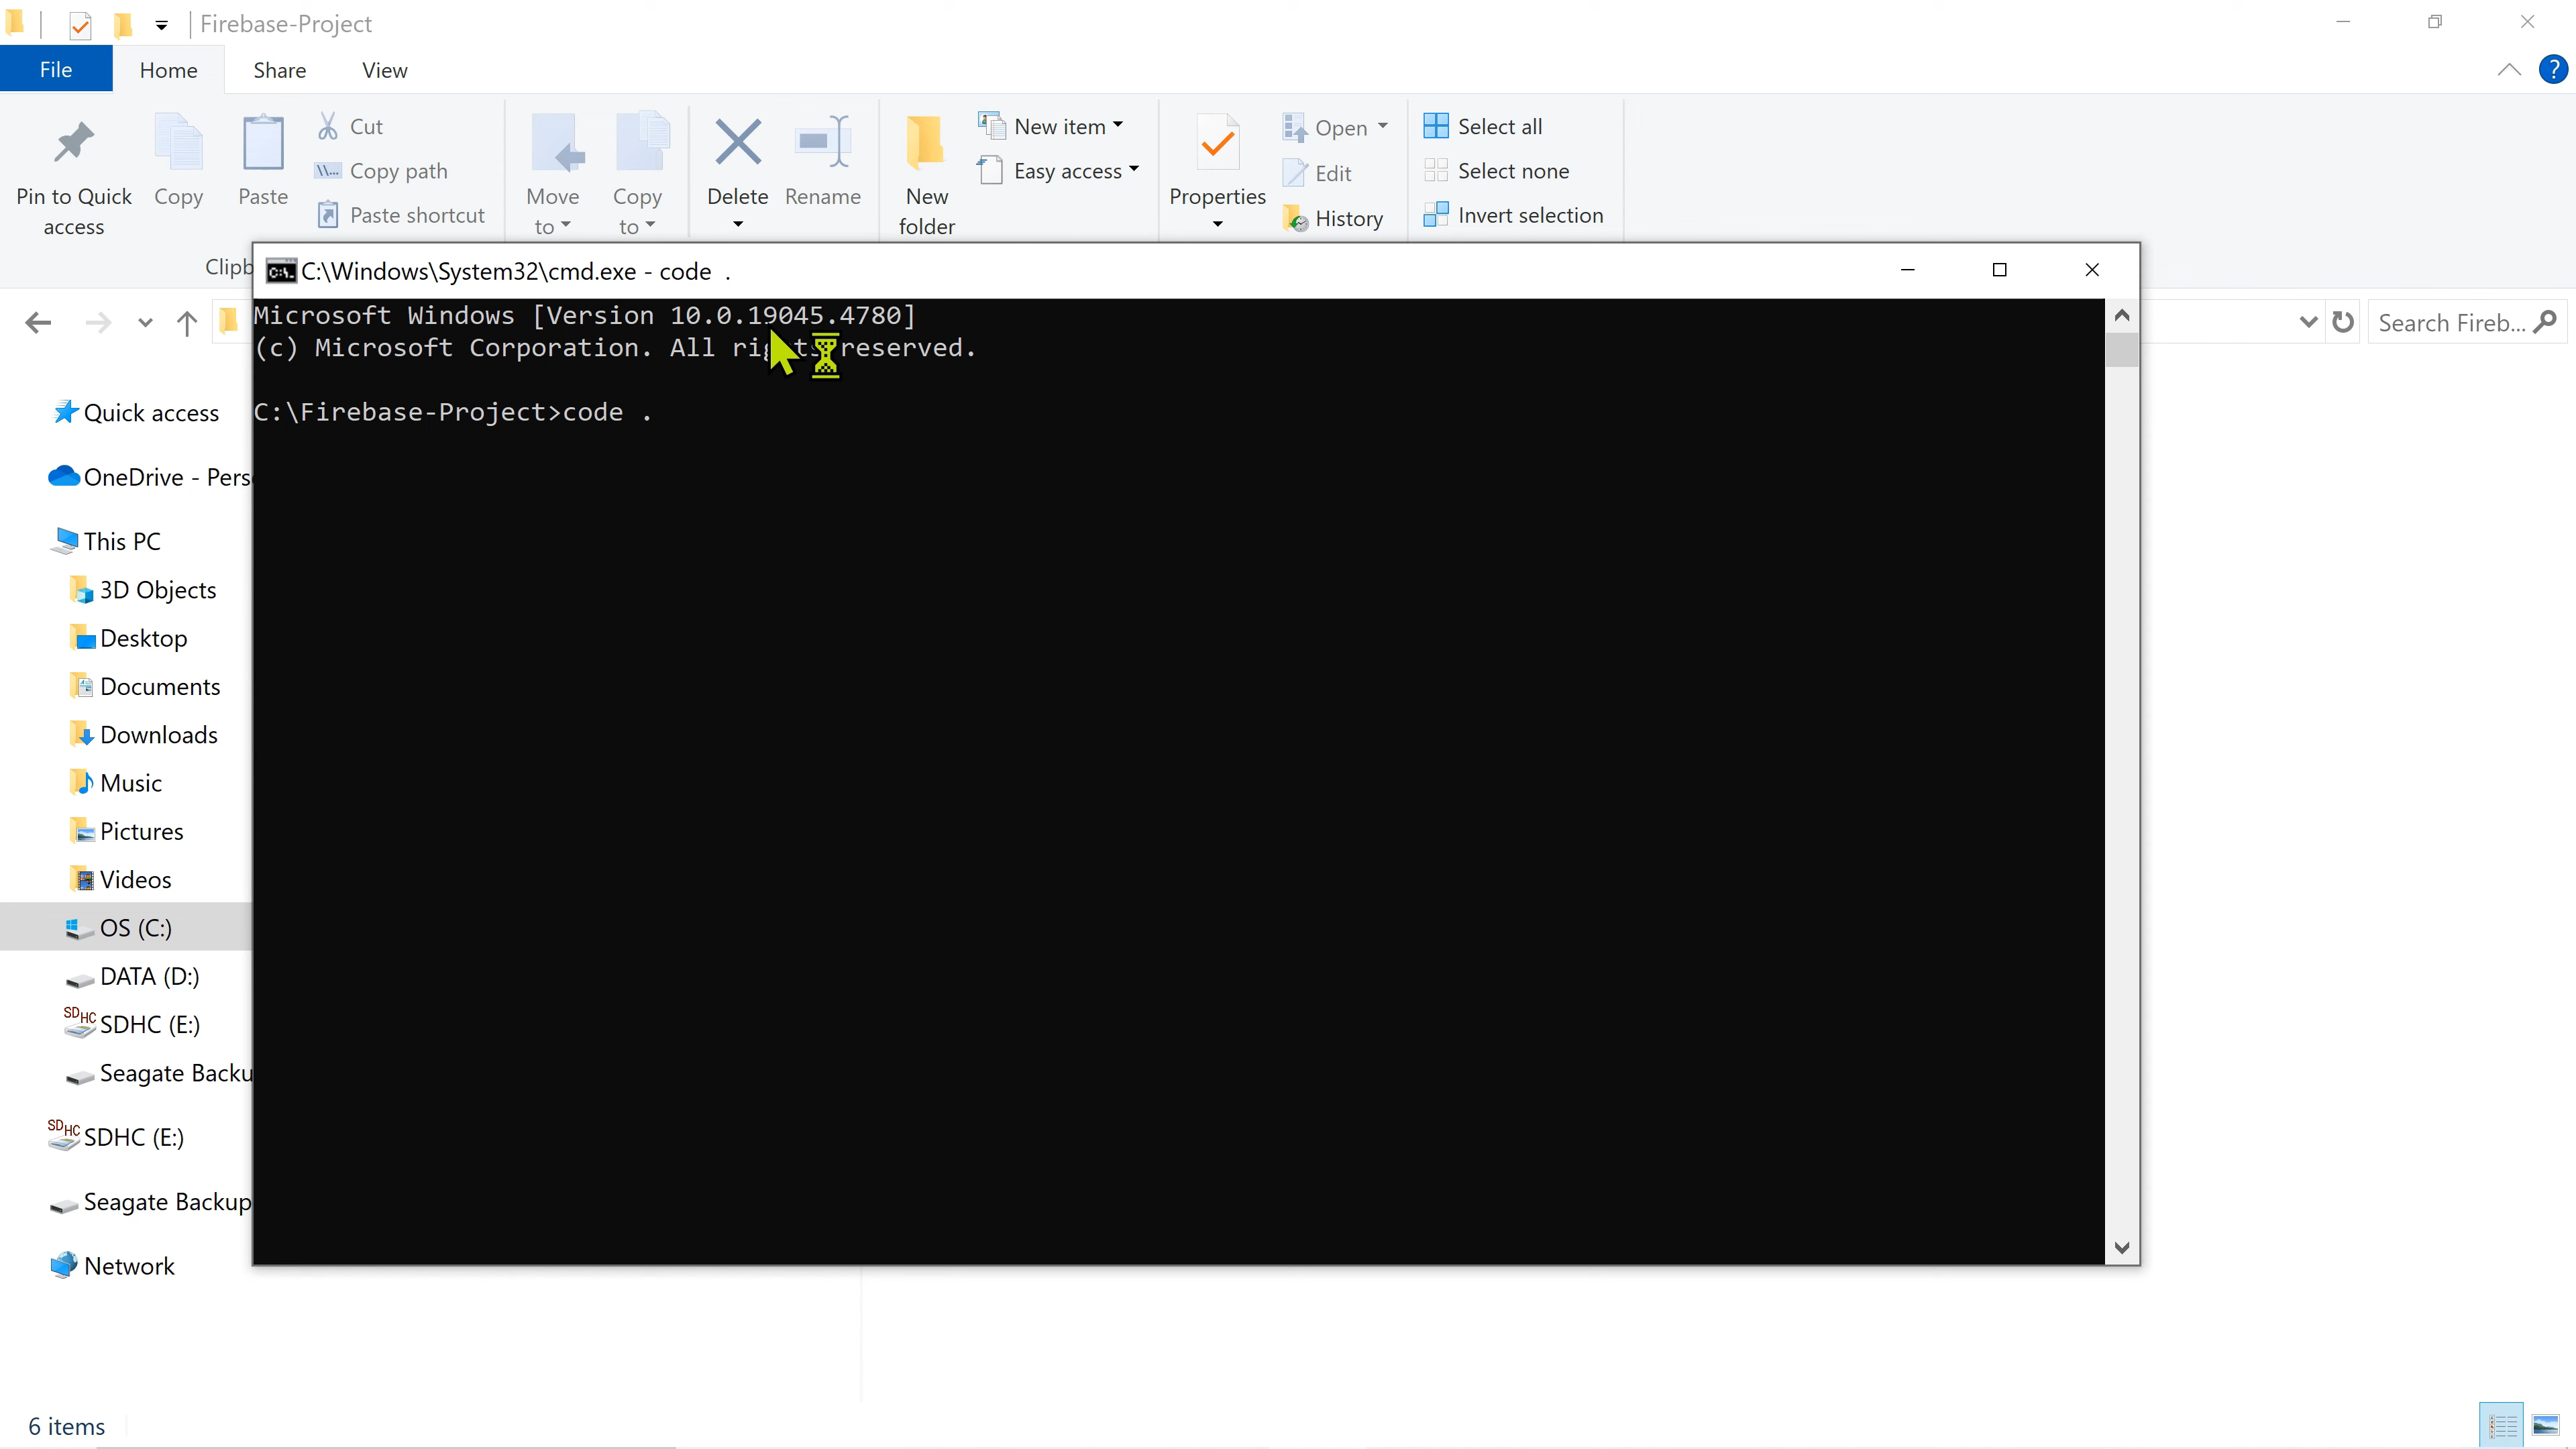 Firebase-Project
File Home Share View
Pin to Quick access
Copy
Paste
Cut
Copy path
Paste shortcut
Move to
Copy to
Delete
Rename
New folder
New item
Easy access
Properties
Open
Edit
History
Select all
Select none
Invert selection
C:\Windows\System32\cmd.exe - code .
Search Fireb...
Microsoft Windows [Version 10.0.19045.4780]
(c) Microsoft Corporation. All rights reserved.
C:\Firebase-Project>code .
Quick access
OneDrive - Pers
This PC
3D Objects
Desktop
Documents
Downloads
Music
Pictures
Videos
OS (C:)
DATA (D:)
SDHC (E:)
Seagate Backu
SDHC (E:)
Seagate Backup
Network
6 items